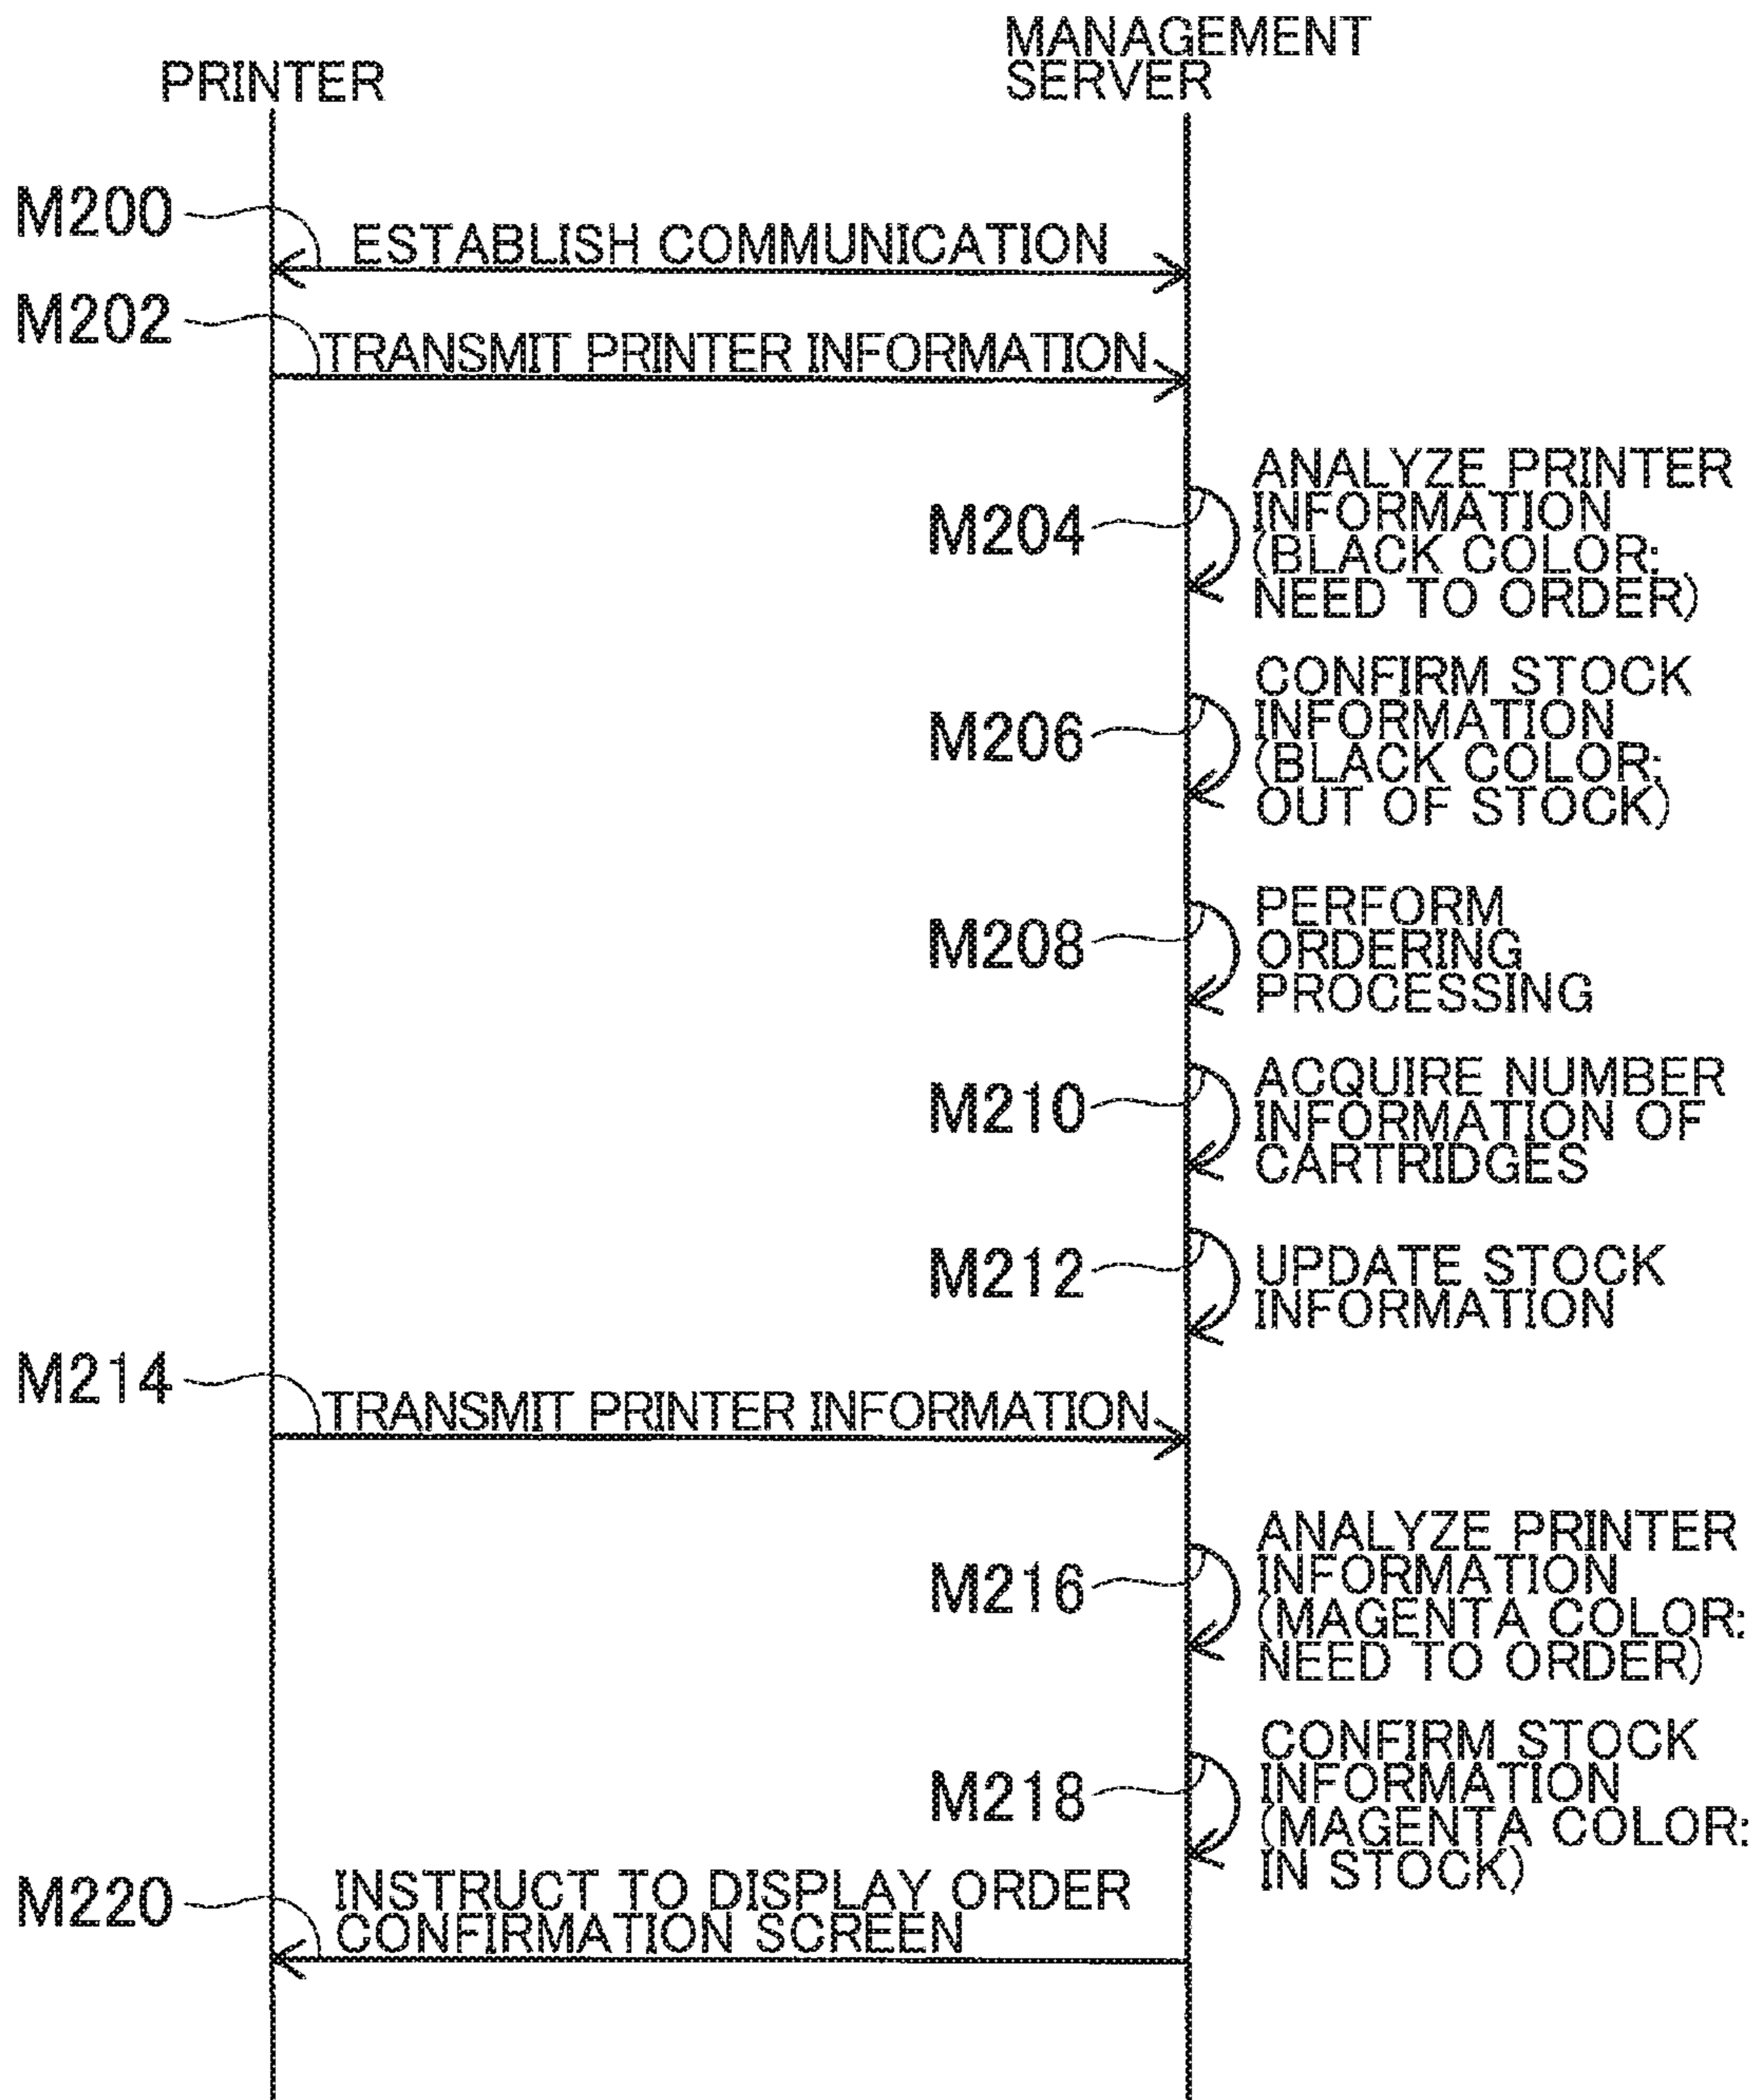 PRINTER
MANAGEMENT
SERVER
M200
ESTABLISH COMMUNICATION
M202
TRANSMIT PRINTER INFORMATION
M204
ANALYZE PRINTER
INFORMATION
(BLACK COLOR:
NEED TO ORDER)
M206
CONFIRM STOCK
INFORMATION
(BLACK COLOR:
OUT OF STOCK)
M208
PERFORM
ORDERING
PROCESSING
M210
ACQUIRE NUMBER
INFORMATION OF
CARTRIDGES
M212
UPDATE STOCK
INFORMATION
M214
TRANSMIT PRINTER INFORMATION
M216
ANALYZE PRINTER
INFORMATION
(MAGENTA COLOR:
NEED TO ORDER)
M218
CONFIRM STOCK
INFORMATION
(MAGENTA COLOR:
IN STOCK)
M220
INSTRUCT TO DISPLAY ORDER
CONFIRMATION SCREEN